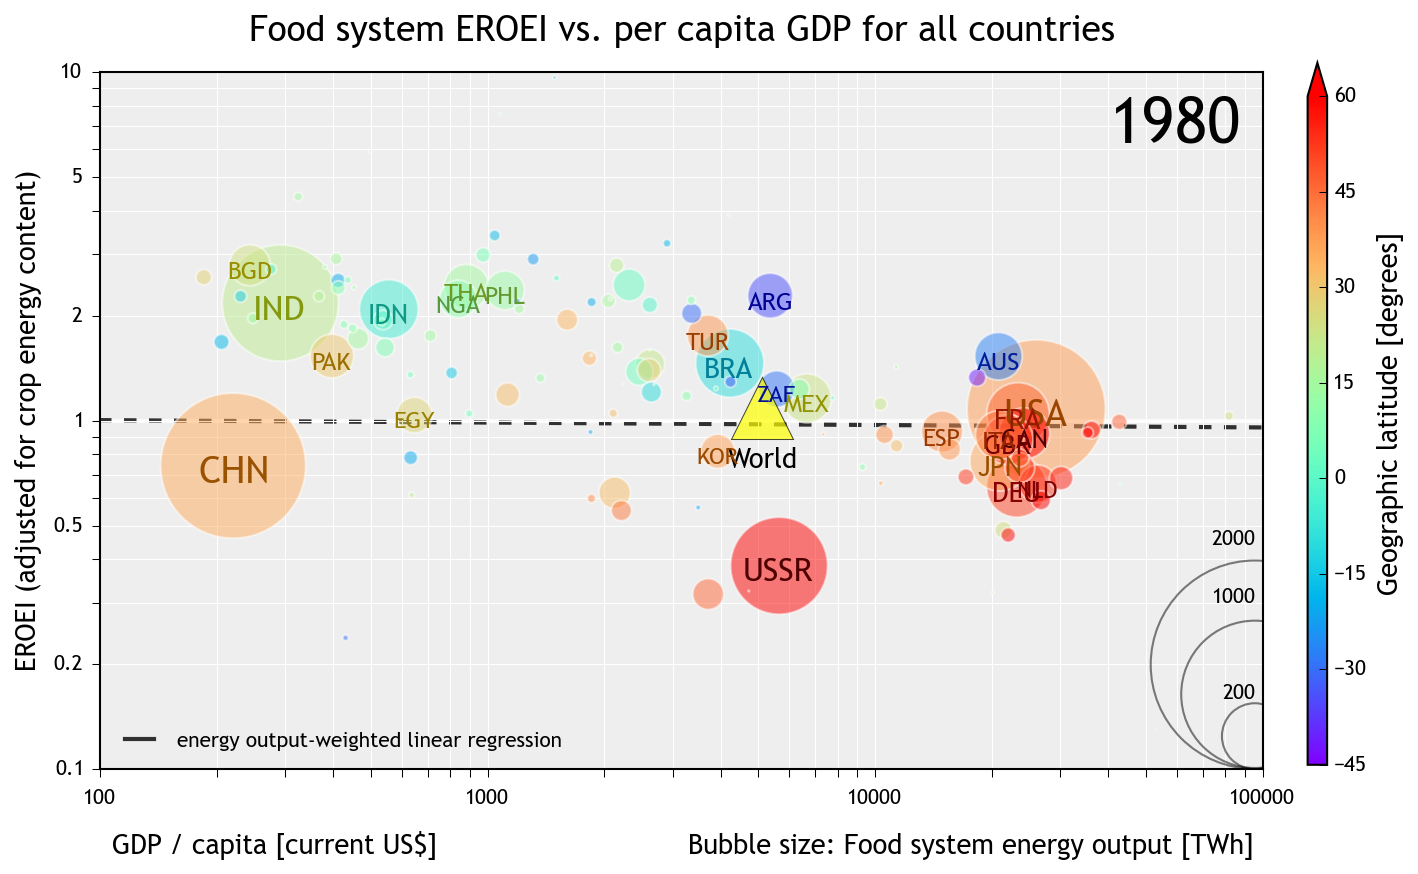 Food system EROEI vs. per capita GDP for all countries
1980
EROEI (adjusted for crop energy content)
10
5
2
1
0.5
0.2
0.1
100
1000
10000
100000
GDP / capita [current US$]
Bubble size: Food system energy output [TWh]
BGD
IND
IDN
THA
NGA
PHL
PAK
EGY
CHN
ARG
TUR
BRA
ZAF
MEX
KOR
World
USSR
AUS
USA
FRA
CAN
GBR
ESP
JPN
DEU
NLD
2000
1000
200
energy output-weighted linear regression
60
45
30
15
0
−15
−30
−45
Geographic latitude [degrees]